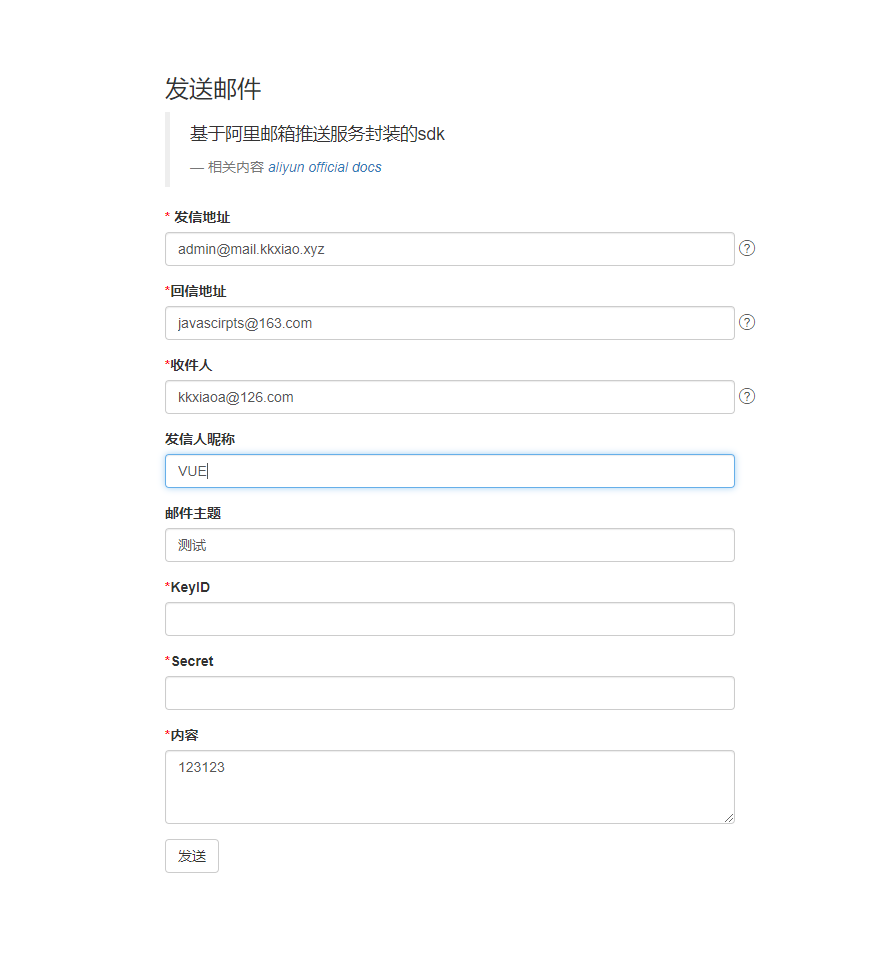 发送邮件
基于阿里邮箱推送服务封装的sdk
— 相关内容 aliyun official docs
* 发信地址
admin@mail.kkxiao.xyz
?
*回信地址
javascirpts@163.com
?
*收件人
kkxiaoa@126.com
?
发信人昵称
VUE
邮件主题
测试
*KeyID
*Secret
*内容
123123
发送